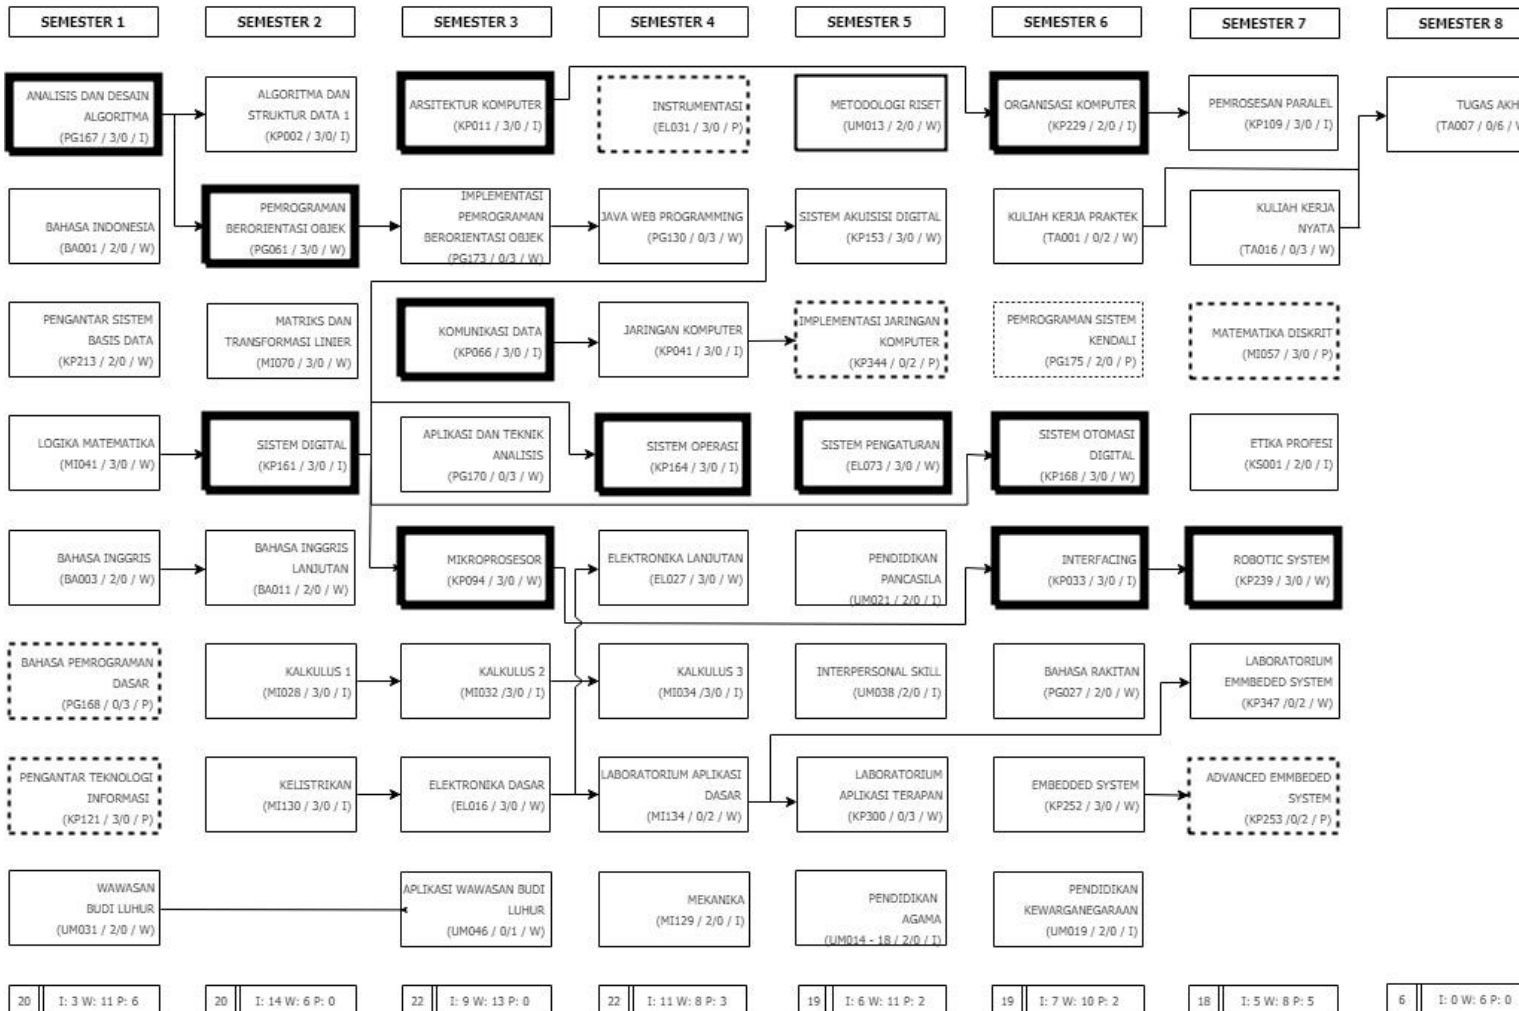 SEMESTER 1
SEMESTER 2
SEMESTER 3
SEMESTER 4
SEMESTER 5
SEMESTER 6
SEMESTER 7
SEMESTER 8
ANALISIS DAN DESAIN
ALGORITMA
(PG167 / 3/0 / I)
ALGORITMA DAN
STRUKTUR DATA 1
(KP002 / 3/0/ I)
ARSITEKTUR KOMPUTER
(KP011 / 3/0 / I)
INSTRUMENTASI
(EL031 / 3/0 / P)
METODOLOGI RISET
(UM013 / 2/0 / W)
ORGANISASI KOMPUTER
(KP229 / 2/0 / I)
PEMROSESAN PARALEL
(KP109 / 3/0 / I)
TUGAS AKH
(TA007 / 0/6 / W
BAHASA INDONESIA
(BA001 / 2/0 / W)
PEMROGRAMAN
BERORIENTASI OBJEK
(PG061 / 3/0 / W)
IMPLEMENTASI
PEMROGRAMAN
BERORIENTASI OBJEK
(PG173 / 0/3 / W)
JAVA WEB PROGRAMMING
(PG130 / 0/3 / W)
SISTEM AKUISISI DIGITAL
(KP153 / 3/0 / W)
KULIAH KERJA PRAKTEK
(TA001 / 0/2 / W)
KULIAH KERJA
NYATA
(TA016 / 0/3 / W)
PENGANTAR SISTEM
BASIS DATA
(KP213 / 2/0 / W)
MATRIKS DAN
TRANSFORMASI LINIER
(MI070 / 3/0 / W)
KOMUNIKASI DATA
(KP066 / 3/0 / I)
JARINGAN KOMPUTER
(KP041 / 3/0 / I)
IMPLEMENTASI JARINGAN
KOMPUTER
(KP344 / 0/2 / P)
PEMROGRAMAN SISTEM
KENDALI
(PG175 / 2/0 / P)
MATEMATIKA DISKRIT
(MI057 / 3/0 / P)
LOGIKA MATEMATIKA
(MI041 / 3/0 / W)
SISTEM DIGITAL
(KP161 / 3/0 / I)
APLIKASI DAN TEKNIK
ANALISIS
(PG170 / 0/3 / W)
SISTEM OPERASI
(KP164 / 3/0 / I)
SISTEM PENGATURAN
(EL073 / 3/0 / W)
SISTEM OTOMASI
DIGITAL
(KP168 / 3/0 / W)
ETIKA PROFESI
(KS001 / 2/0 / I)
BAHASA INGGRIS
(BA003 / 2/0 / W)
BAHASA INGGRIS
LANJUTAN
(BA011 / 2/0 / W)
MIKROPROSESOR
(KP094 / 3/0 / W)
ELEKTRONIKA LANJUTAN
(EL027 / 3/0 / W)
PENDIDIKAN
PANCASILA
(UM021 / 2/0 / I)
INTERFACING
(KP033 / 3/0 / I)
ROBOTIC SYSTEM
(KP239 / 3/0 / W)
BAHASA PEMROGRAMAN
DASAR
(PG168 / 0/3 / P)
KALKULUS 1
(MI028 / 3/0 / I)
KALKULUS 2
(MI032 /3/0 / I)
KALKULUS 3
(MI034 /3/0 / I)
INTERPERSONAL SKILL
(UM038 /2/0 / I)
BAHASA RAKITAN
(PG027 / 2/0 / W)
LABORATORIUM
EMMBEDED SYSTEM
(KP347 /0/2 / W)
PENGANTAR TEKNOLOGI
INFORMASI
(KP121 / 3/0 / P)
KELISTRIKAN
(MI130 / 3/0 / I)
ELEKTRONIKA DASAR
(EL016 / 3/0 / W)
LABORATORIUM APLIKASI
DASAR
(MI134 / 0/2 / W)
LABORATORIUM
APLIKASI TERAPAN
(KP300 / 0/3 / W)
EMBEDDED SYSTEM
(KP252 / 3/0 / W)
ADVANCED EMMBEDED
SYSTEM
(KP253 /0/2 / P)
WAWASAN
BUDI LUHUR
(UM031 / 2/0 / W)
APLIKASI WAWASAN BUDI
LUHUR
(UM046 / 0/1 / W)
MEKANIKA
(MI129 / 2/0 / I)
PENDIDIKAN
AGAMA
(UM014 - 18 / 2/0 / I)
PENDIDIKAN
KEWARGANEGARAAN
(UM019 / 2/0 / I)
20 I: 3 W: 11 P: 6
20 I: 14 W: 6 P: 0
22 I: 9 W: 13 P: 0
22 I: 11 W: 8 P: 3
19 I: 6 W: 11 P: 2
19 I: 7 W: 10 P: 2
18 I: 5 W: 8 P: 5
6 I: 0 W: 6 P: 0